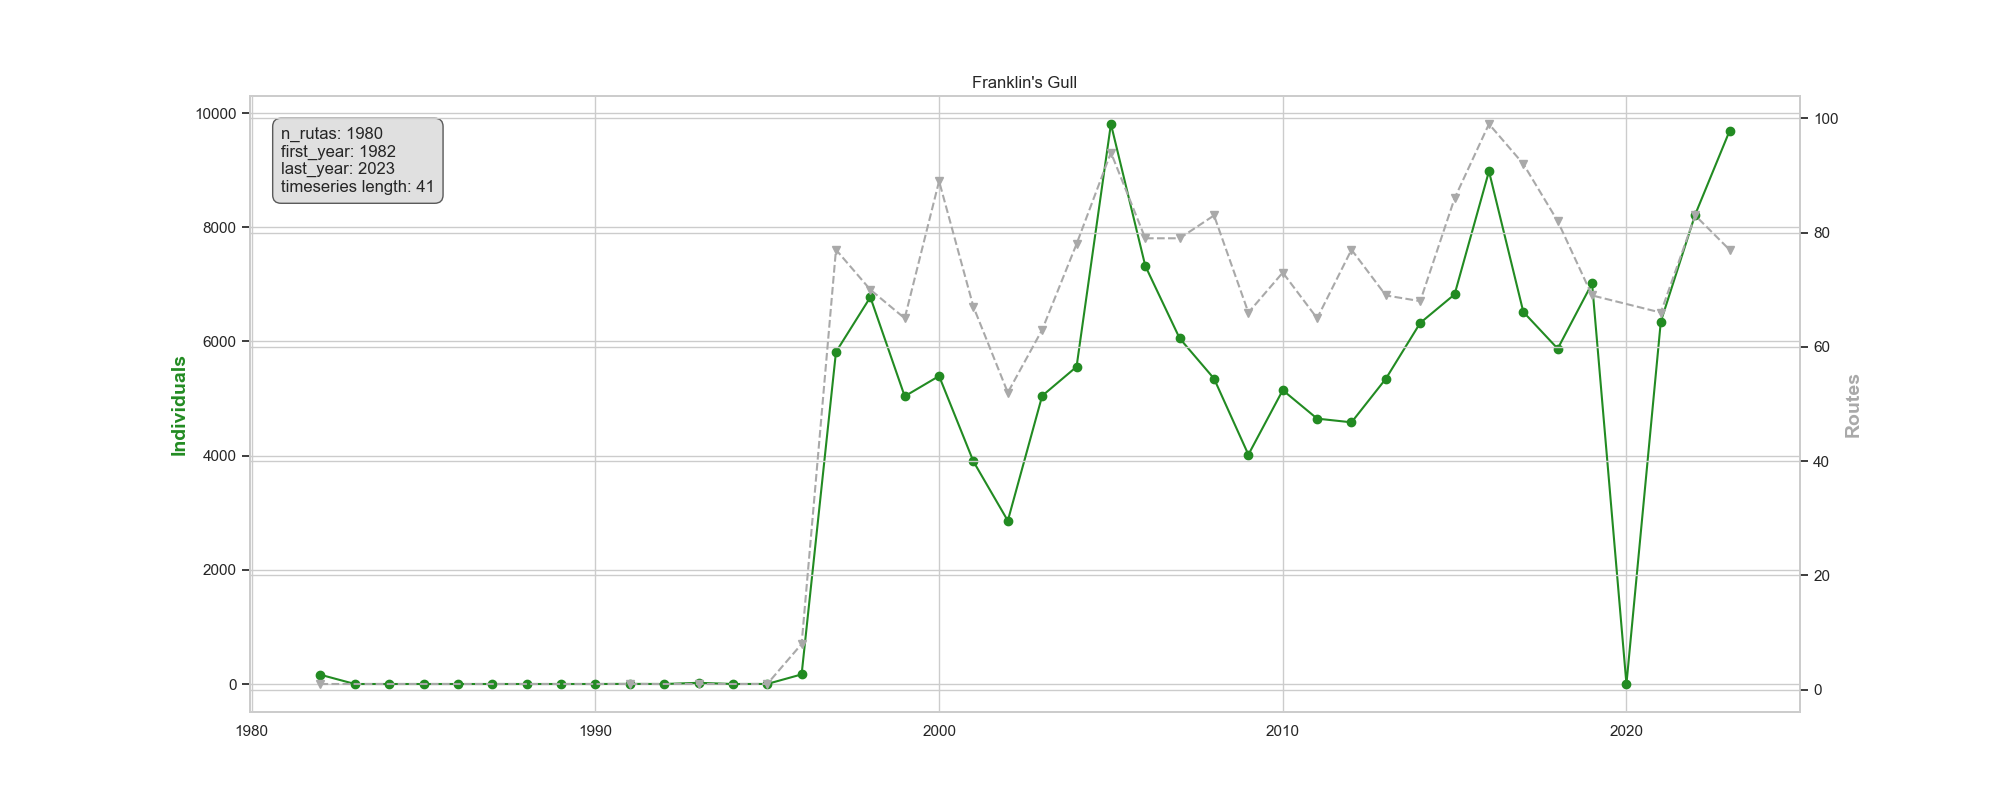 Franklin's Gull
n_rutas: 1980
first_year: 1982
last_year: 2023
timeseries length: 41
Individuals
10000
8000
6000
4000
2000
0
Routes
100
80
60
40
20
0
1980
1990
2000
2010
2020